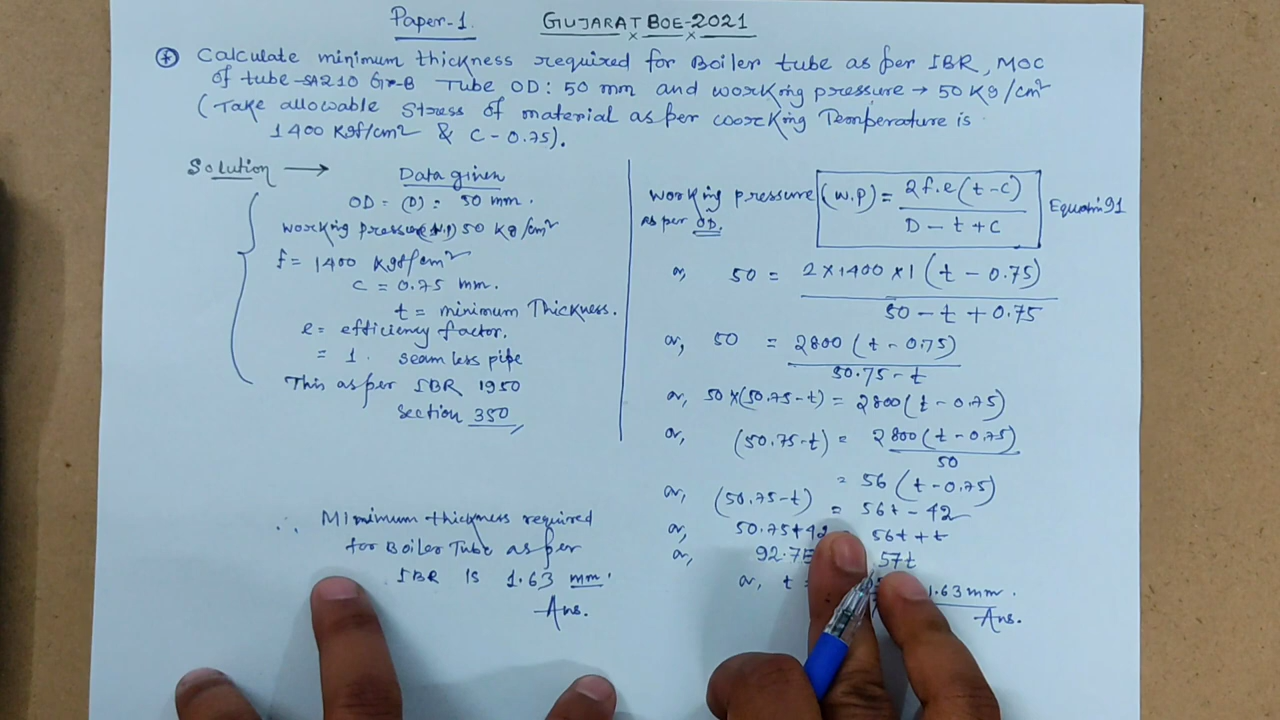 Paper-1. GUJARAT BOE-2021
Calculate minimum thickness required for Boiler tube as per IBR, MOC
of tube -SA210 Gr-B Tube OD: 50 mm and working pressure → 50 Kg/cm²
(Take allowable Stress of material as per coorcking Temperature is
1400 Kgf/cm² & C - 0.75).
Solution →
Data given
OD = (D) = 50 mm.
working pressure(W.P) 50 Kg/cm²
f = 1400 Kgf/cm²
C = 0.75 mm.
t = minimum Thickness.
e = efficiency factor.
= 1. seam less pipe
This as per IBR 1950
section 350
∴ Minimum thickness required
for Boiler Tube as per
IBR is 1.63 mm.
Ans.
working pressure (W.P) = 2f.e(t-C) / D-t+C Equation 91
as per OD.
or, 50 = 2×1400×1(t-0.75) / 50-t+0.75
or, 50 = 2800(t-0.75) / 50.75-t
or, 50×(50.75-t) = 2800(t-0.75)
or, (50.75-t) = 2800(t-0.75) / 50
= 56(t-0.75)
or, (50.75-t) = 56t-42
or, 50.75+42 = 56t+t
or, 92.75 57t
or, t = 1.63 mm.
Ans.